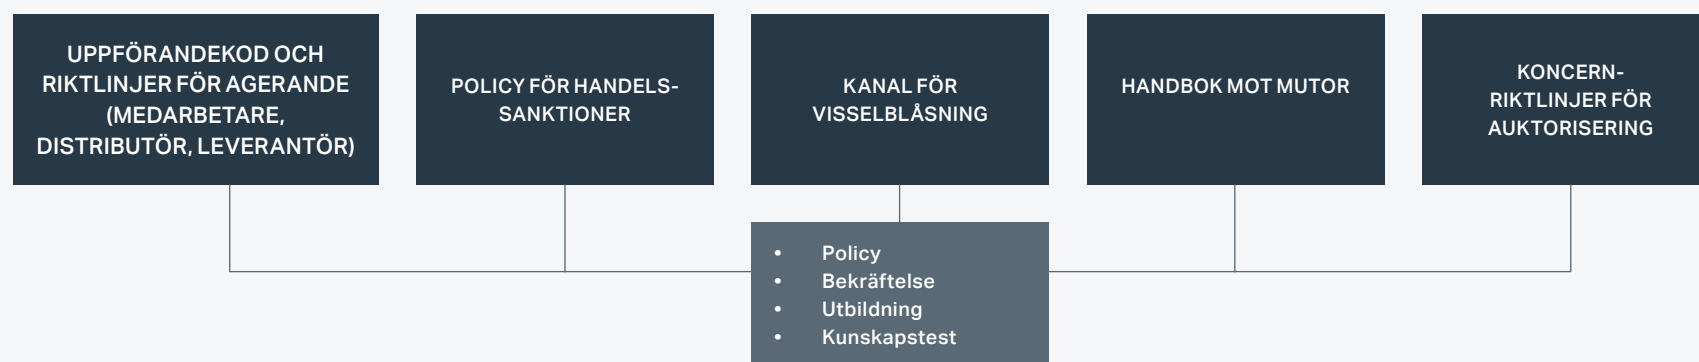 UPPFÖRANDEKOD OCH
RIKTLINJER FÖR AGERANDE
(MEDARBETARE,
DISTRIBUTÖR, LEVERANTÖR)
POLICY FÖR HANDELS-
SANKTIONER
KANAL FÖR
VISSELBLÅSNING
HANDBOK MOT MUTOR
KONCERN-
RIKTLINJER FÖR
AUKTORISERING
• Policy
• Bekräftelse
• Utbildning
• Kunskapstest